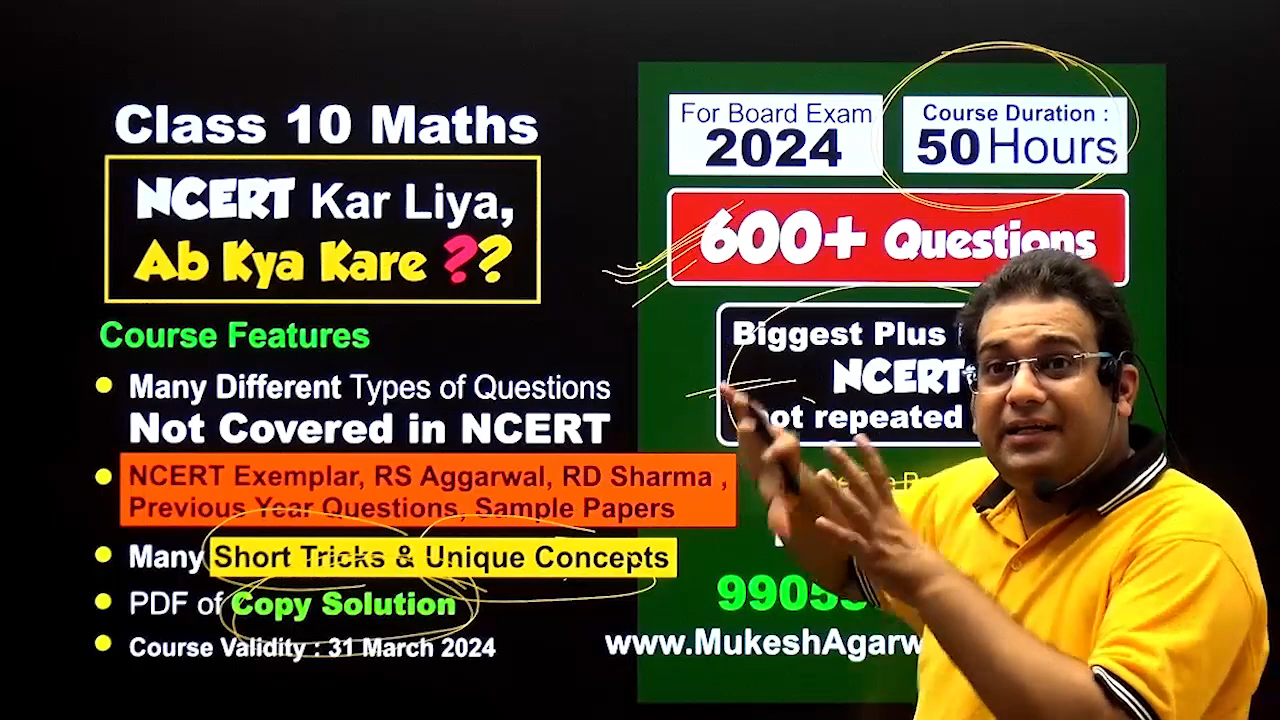 Class 10 Maths
NCERT Kar Liya,
Ab Kya Kare ??
Course Features
Many Different Types of Questions
Not Covered in NCERT
NCERT Exemplar, RS Aggarwal, RD Sharma ,
Previous Year Questions, Sample Papers
Many Short Tricks & Unique Concepts
PDF of Copy Solution
Course Validity : 31 March 2024
For Board Exam
2024
Course Duration :
50 Hours
600+ Questions
Biggest Plus
NCERT
not repeated
www.MukeshAgarw